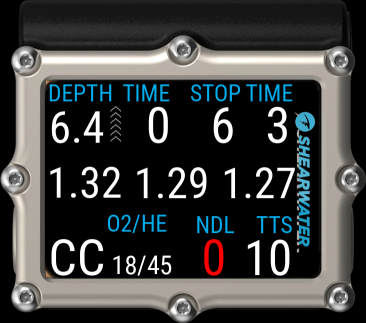 DEPTH TIME STOP TIME
6.4 0 6 3
1.32 1.29 1.27
O2/HE NDL TTS
CC 18/45 0 10
SHEARWATER